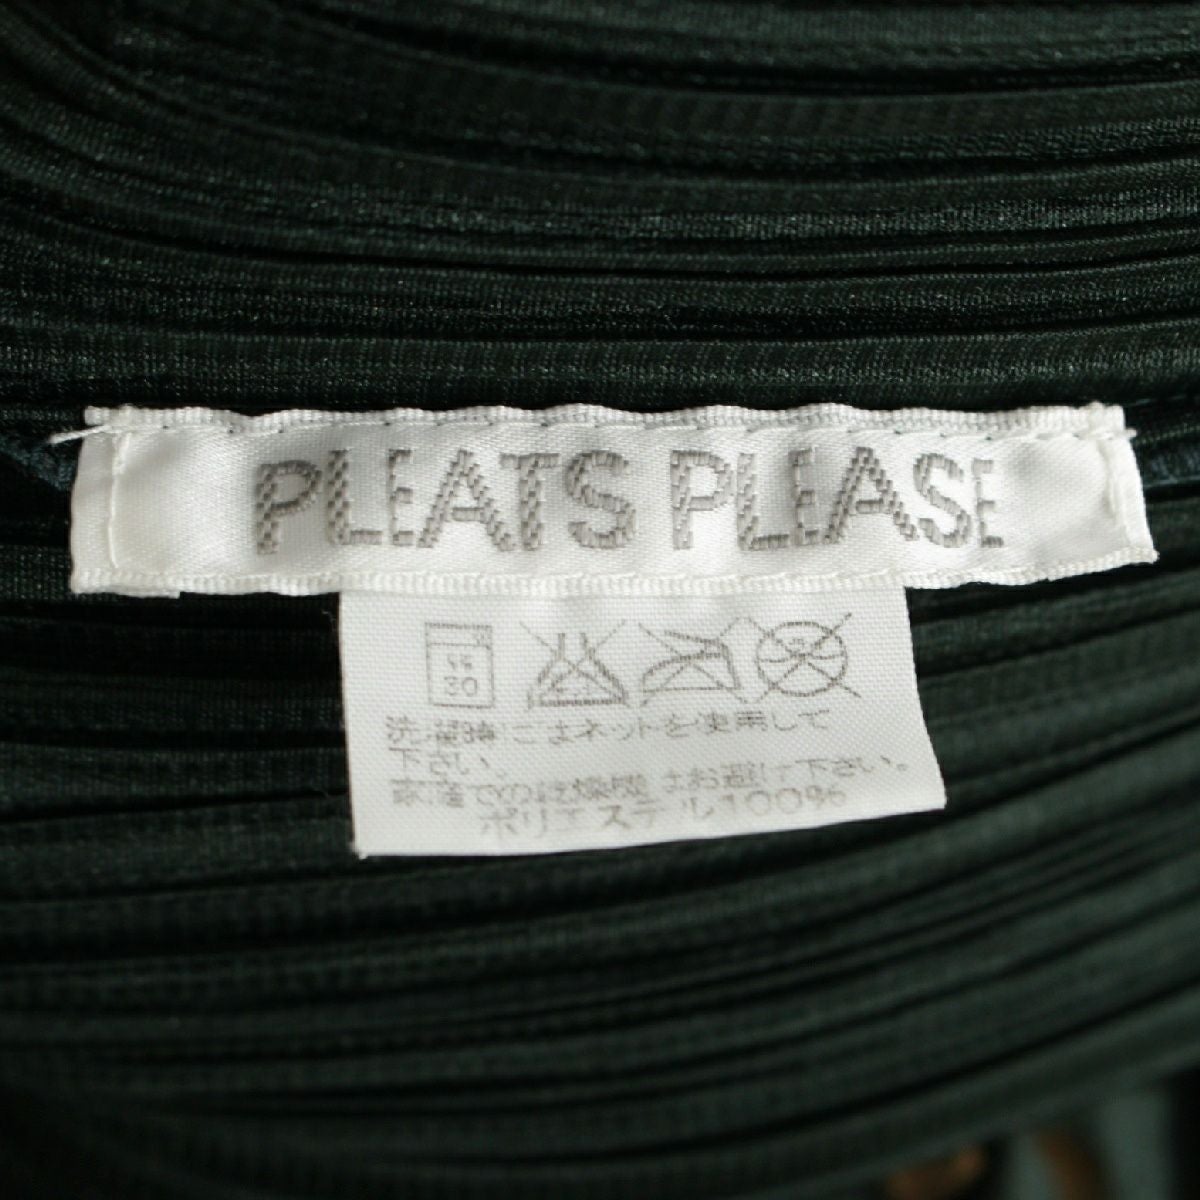 PLEATS PLEASE
弱
30
洗濯時にはネットを使用して
下さい。
家庭での乾燥機はお避け下さい。
ポリエステル100%